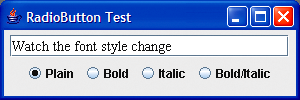 RadioButton Test
Watch the font style change
Plain Bold Italic Bold/Italic